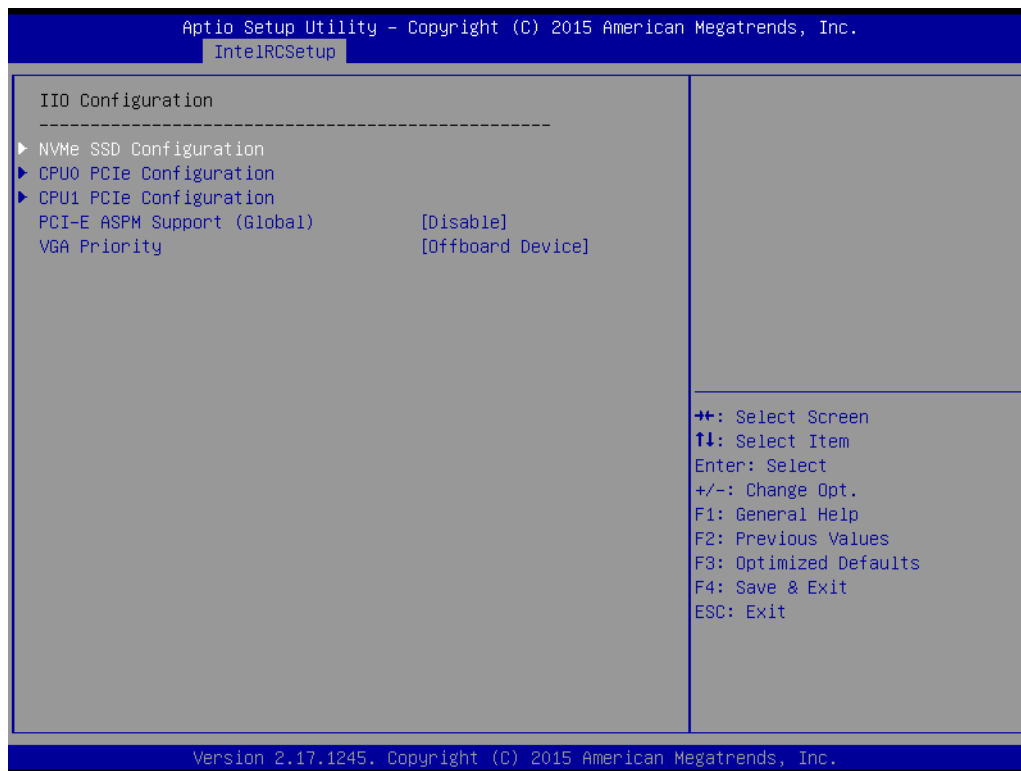 Aptio Setup Utility – Copyright (C) 2015 American Megatrends, Inc.
IntelRCSetup
IIO Configuration
--------------------------------------------------
NVMe SSD Configuration
CPU0 PCIe Configuration
CPU1 PCIe Configuration
PCI-E ASPM Support (Global) [Disable]
VGA Priority [Offboard Device]
→←: Select Screen
↑↓: Select Item
Enter: Select
+/-: Change Opt.
F1: General Help
F2: Previous Values
F3: Optimized Defaults
F4: Save & Exit
ESC: Exit
Version 2.17.1245. Copyright (C) 2015 American Megatrends, Inc.